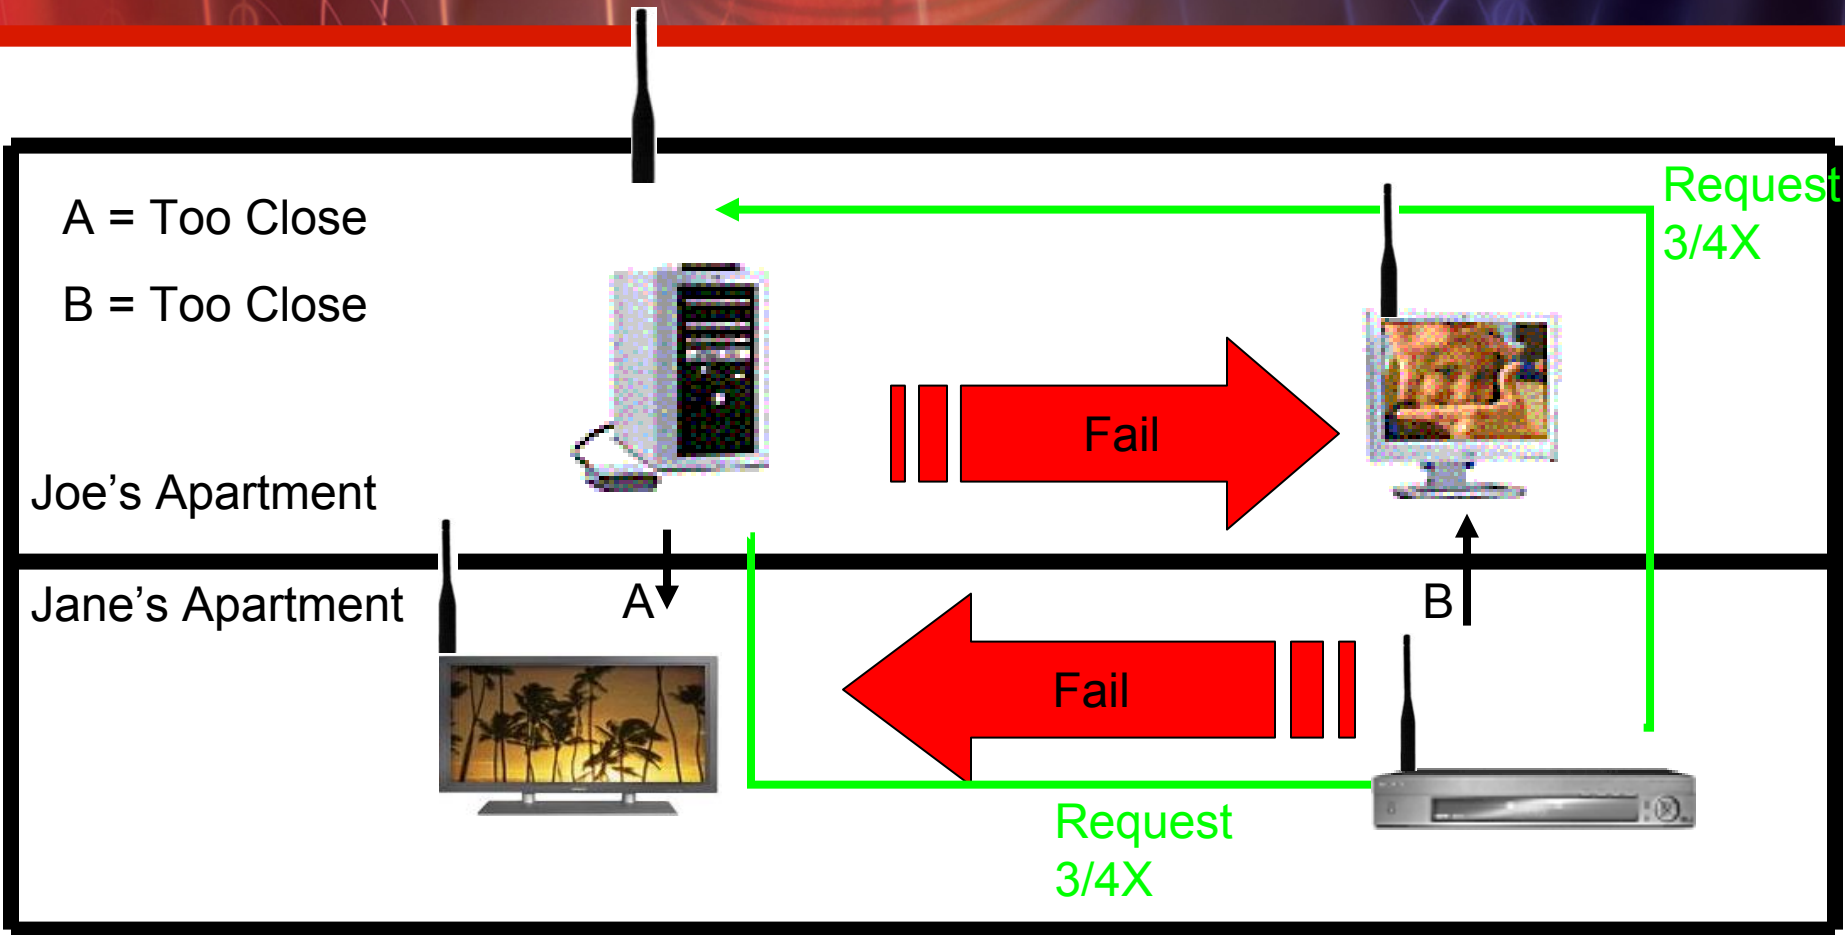 A = Too Close
B = Too Close
Request
3/4X
Fail
Joe's Apartment
Jane's Apartment
A
B
Fail
Request
3/4X